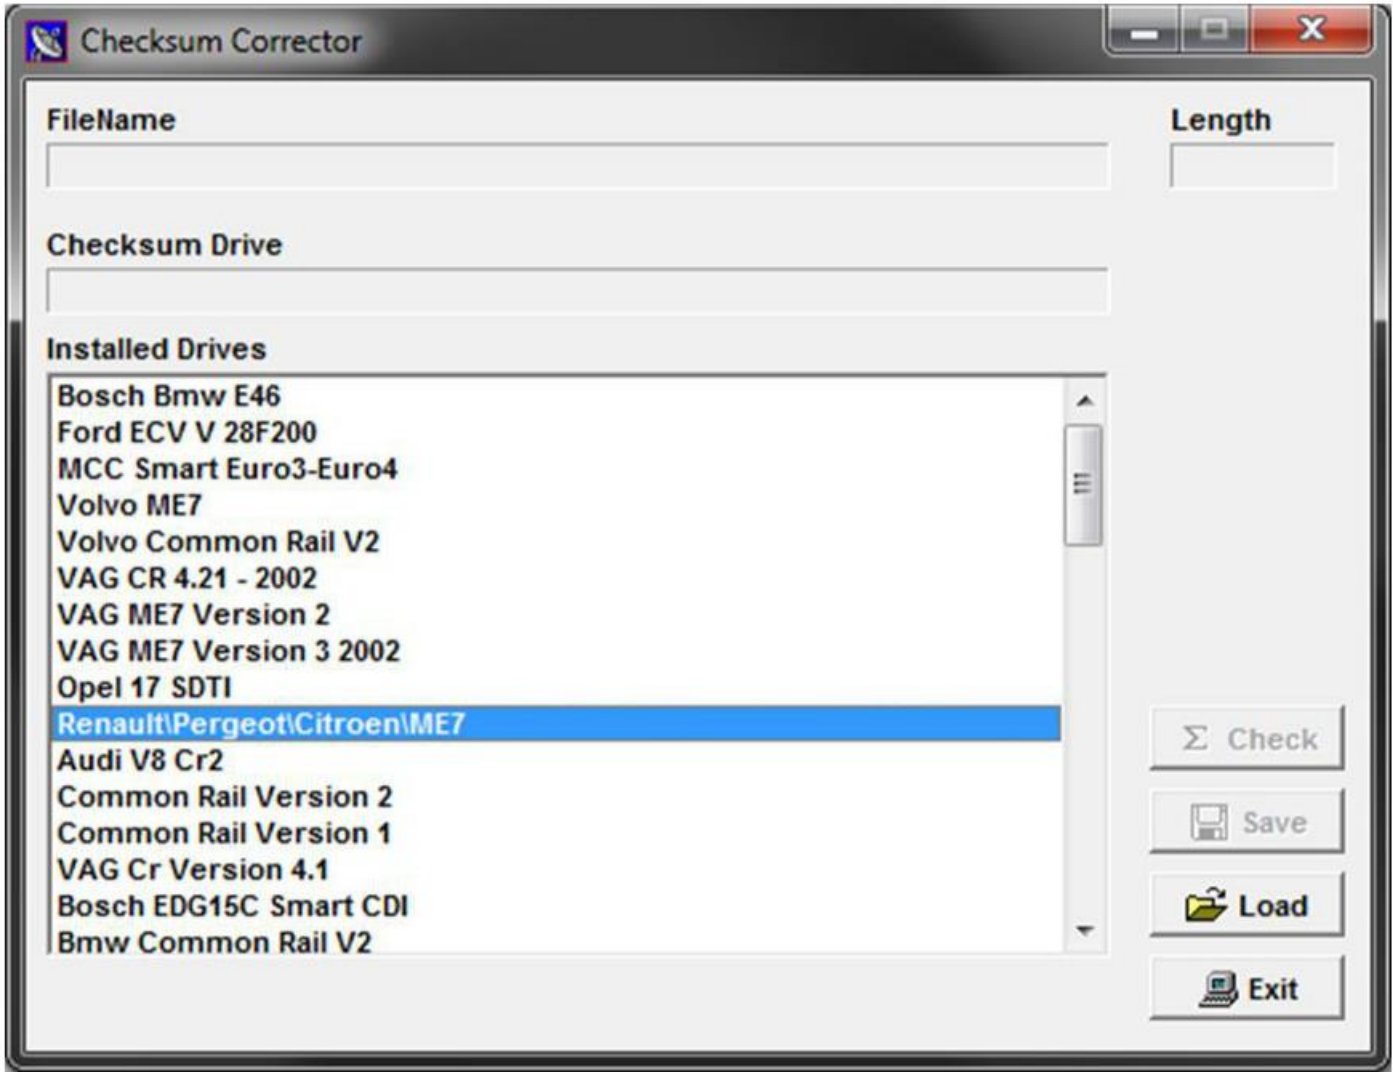 Checksum Corrector
FileName
Length
Checksum Drive
Installed Drives
Bosch Bmw E46
Ford ECV V 28F200
MCC Smart Euro3-Euro4
Volvo ME7
Volvo Common Rail V2
VAG CR 4.21 - 2002
VAG ME7 Version 2
VAG ME7 Version 3 2002
Opel 17 SDTI
Renault\Pergeot\Citroen\ME7
Audi V8 Cr2
Common Rail Version 2
Common Rail Version 1
VAG Cr Version 4.1
Bosch EDG15C Smart CDI
Bmw Common Rail V2
Σ Check
Save
Load
Exit